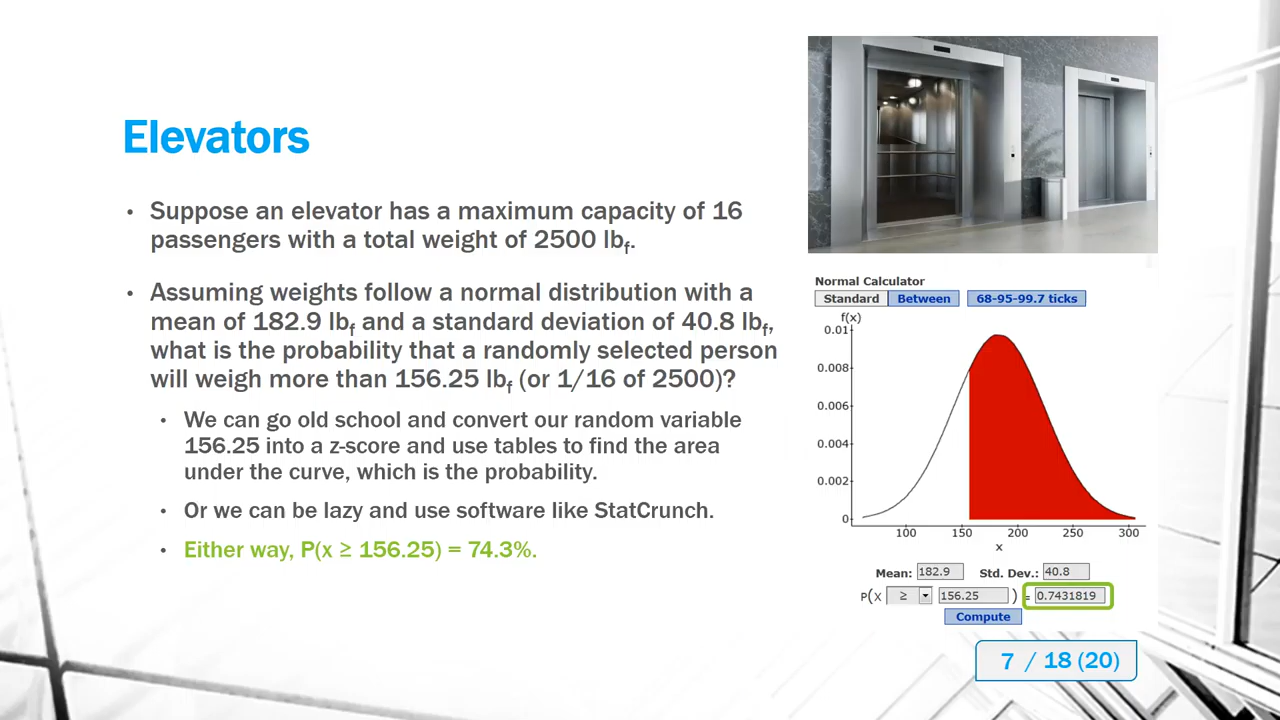 Elevators
• Suppose an elevator has a maximum capacity of 16
passengers with a total weight of 2500 lbf.
• Assuming weights follow a normal distribution with a
mean of 182.9 lbf and a standard deviation of 40.8 lbf,
what is the probability that a randomly selected person
will weigh more than 156.25 lbf (or 1/16 of 2500)?
• We can go old school and convert our random variable
156.25 into a z-score and use tables to find the area
under the curve, which is the probability.
• Or we can be lazy and use software like StatCrunch.
• Either way, P(x ≥ 156.25) = 74.3%.
Normal Calculator
Standard Between 68-95-99.7 ticks
f(x)
0.01
0.008
0.006
0.004
0.002
0
100 150 200 250 300
x
Mean: 182.9 Std. Dev.: 40.8
P(X ≥ 156.25 ) = 0.7431819
Compute
7 / 18 (20)